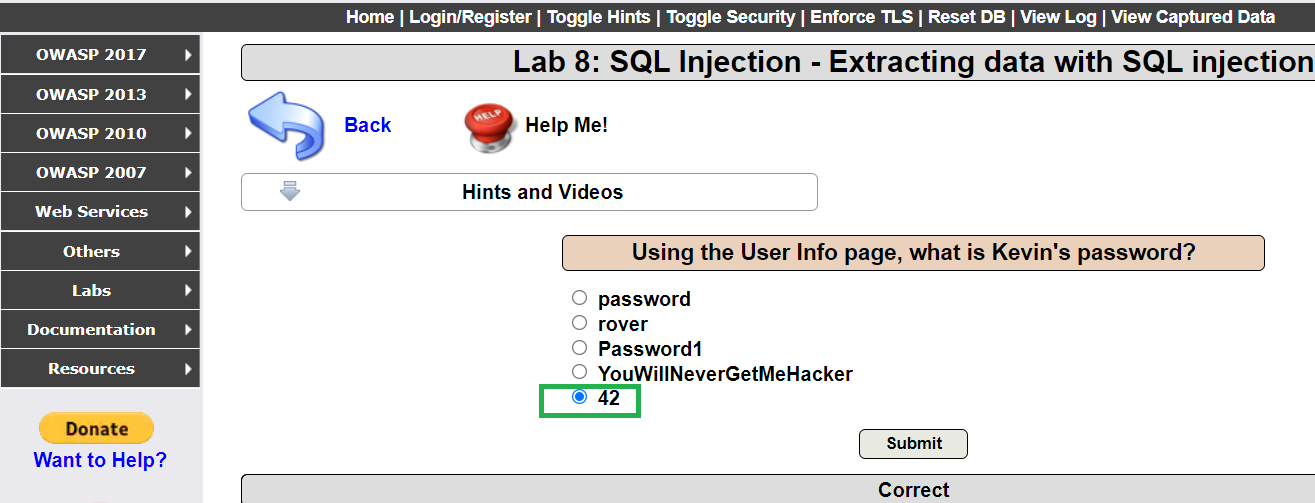 Home | Login/Register | Toggle Hints | Toggle Security | Enforce TLS | Reset DB | View Log | View Captured Data
OWASP 2017
OWASP 2013
OWASP 2010
OWASP 2007
Web Services
Others
Labs
Documentation
Resources
Donate
Want to Help?
Lab 8: SQL Injection - Extracting data with SQL injection
Back
HELP
Help Me!
Hints and Videos
Using the User Info page, what is Kevin's password?
password
rover
Password1
YouWillNeverGetMeHacker
42
Submit
Correct